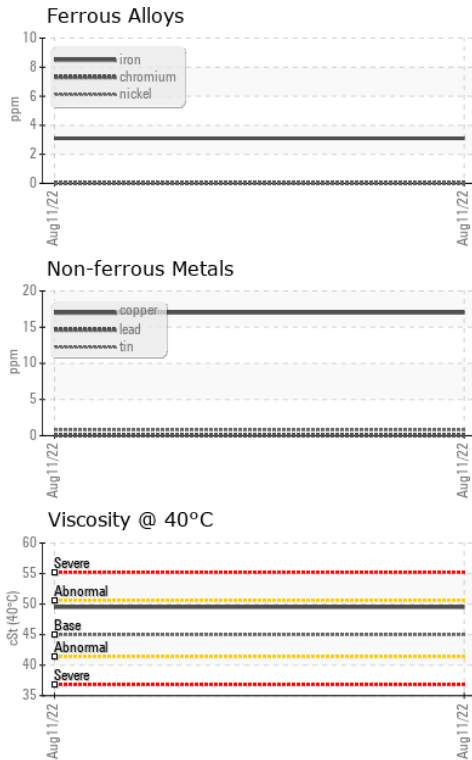 Ferrous Alloys
10
8
6
4
2
0
ppm
iron
chromium
nickel
Aug11/22
Aug11/22
Non-ferrous Metals
20
15
10
5
0
ppm
copper
lead
tin
Aug11/22
Aug11/22
Viscosity @ 40°C
60
55
50
45
40
35
cSt (40°C)
Severe
Abnormal
Base
Abnormal
Severe
Aug11/22
Aug11/22